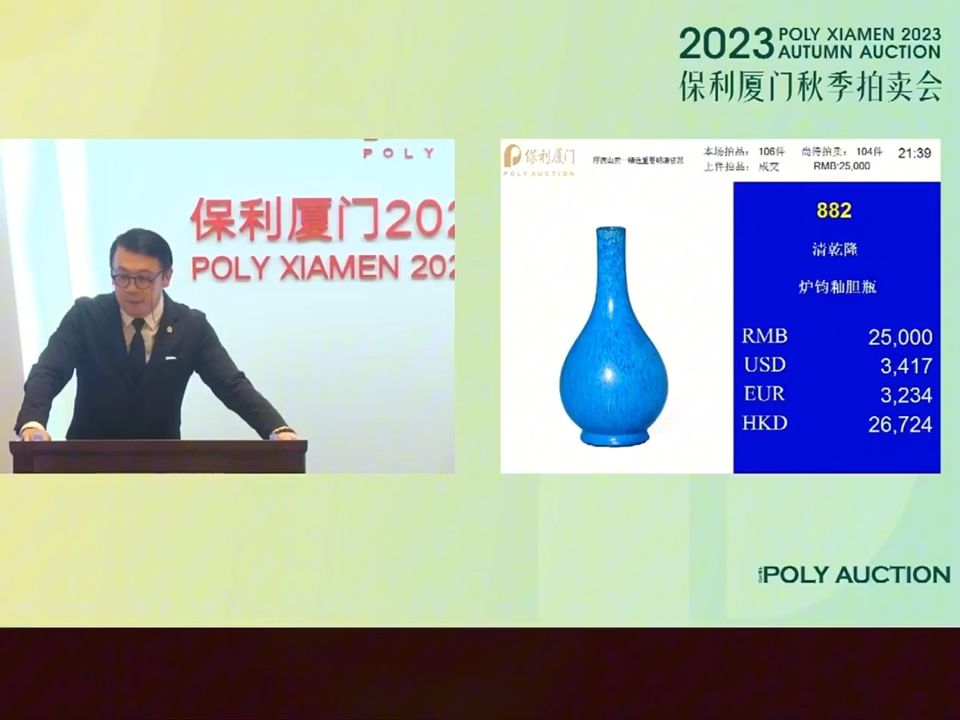 2023 POLY XIAMEN 2023
AUTUMN AUCTION
保利厦门秋季拍卖会
POLY
保利厦门202
POLY XIAMEN 202
保利厦门
POLY AUCTION
本场拍品： 106件 尚待拍卖： 104件 21:39
上件拍品： 成交 RMB:25,000
882
清乾隆
炉钧釉胆瓶
RMB 25,000
USD 3,417
EUR 3,234
HKD 26,724
POLY AUCTION